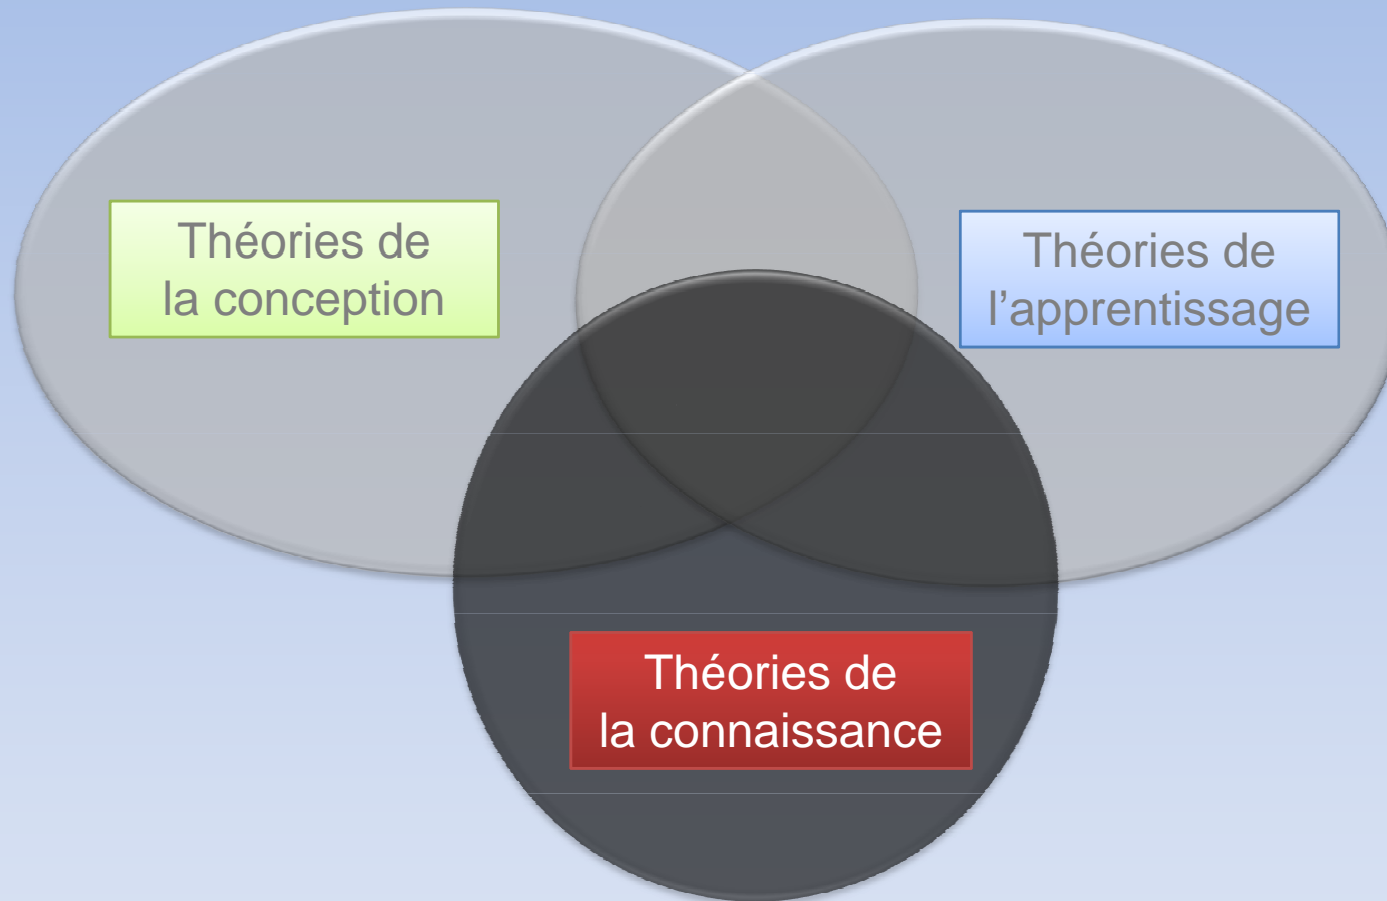 Théories de
la conception
Théories de
l’apprentissage
Théories de
la connaissance